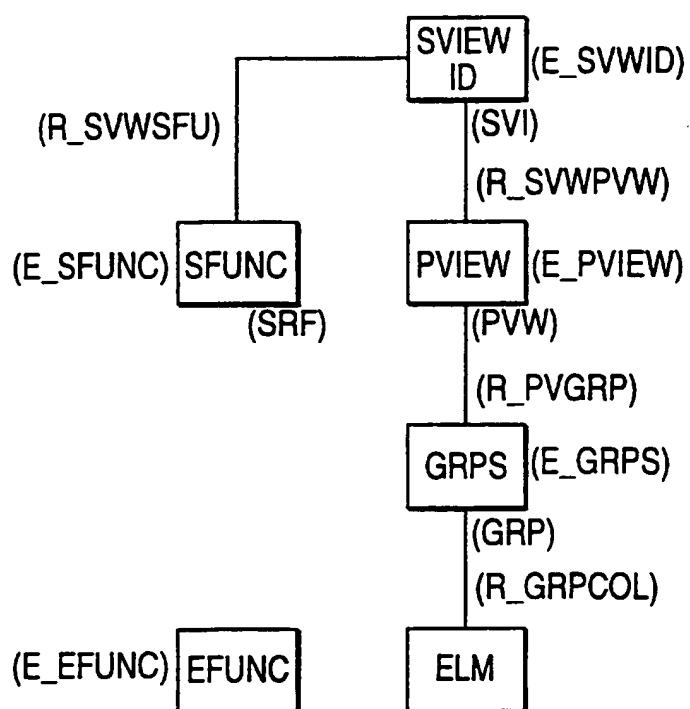 SVIEW
ID
(E_SVWID)
(SVI)
(R_SVWSFU)
(R_SVWPVW)
(E_SFUNC)
SFUNC
PVIEW
(E_PVIEW)
(SRF)
(PVW)
(R_PVGRP)
GRPS
(E_GRPS)
(GRP)
(R_GRPCOL)
(E_EFUNC)
EFUNC
ELM